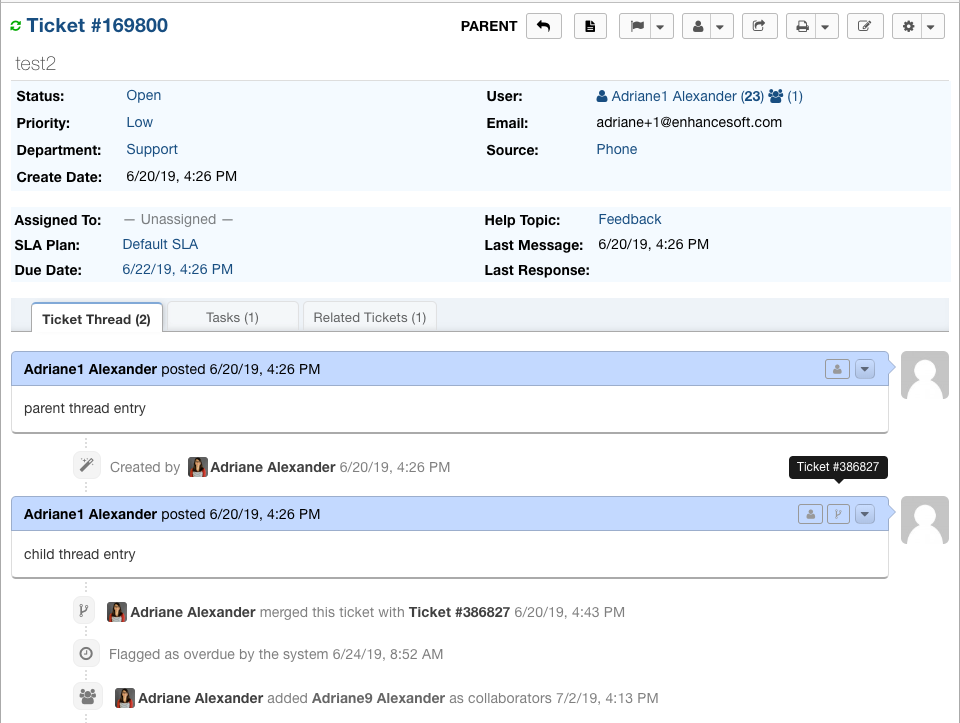 Ticket #169800 PARENT
test2
Status: Open User: Adriane1 Alexander (23) (1)
Priority: Low Email: adriane+1@enhancesoft.com
Department: Support Source: Phone
Create Date: 6/20/19, 4:26 PM
Assigned To: — Unassigned — Help Topic: Feedback
SLA Plan: Default SLA Last Message: 6/20/19, 4:26 PM
Due Date: 6/22/19, 4:26 PM Last Response:
Ticket Thread (2) Tasks (1) Related Tickets (1)
Adriane1 Alexander posted 6/20/19, 4:26 PM
parent thread entry
Created by Adriane Alexander 6/20/19, 4:26 PM
Ticket #386827
Adriane1 Alexander posted 6/20/19, 4:26 PM
child thread entry
Adriane Alexander merged this ticket with Ticket #386827 6/20/19, 4:43 PM
Flagged as overdue by the system 6/24/19, 8:52 AM
Adriane Alexander added Adriane9 Alexander as collaborators 7/2/19, 4:13 PM